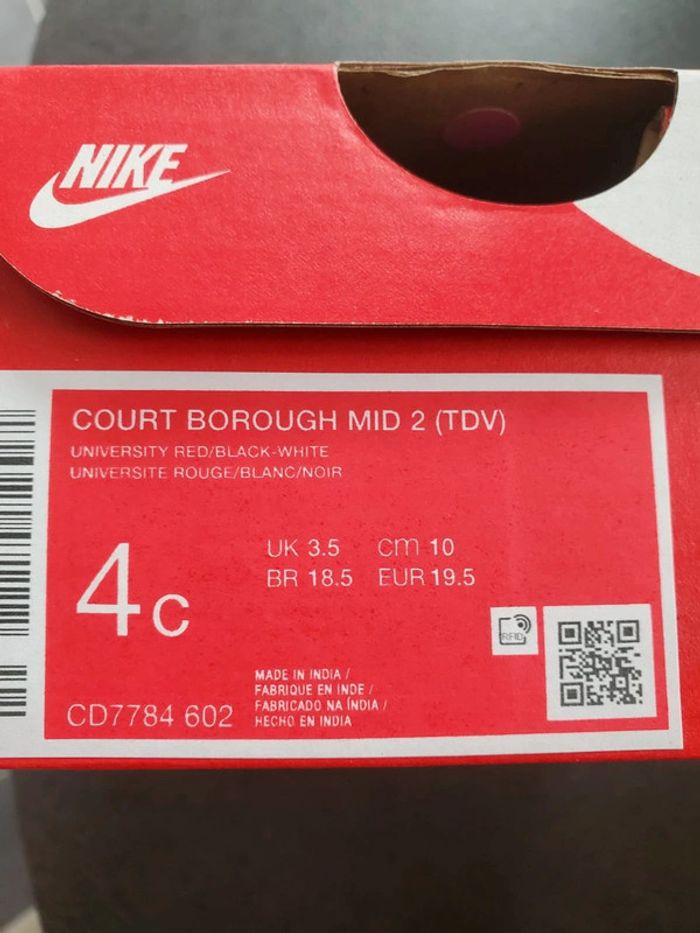 NIKE
COURT BOROUGH MID 2 (TDV)
UNIVERSITY RED/BLACK-WHITE
UNIVERSITE ROUGE/BLANC/NOIR
4C
UK 3.5 cm 10
BR 18.5 EUR 19.5
RFID
MADE IN INDIA /
FABRIQUE EN INDE /
FABRICADO NA ÍNDIA /
HECHO EN INDIA
CD7784 602